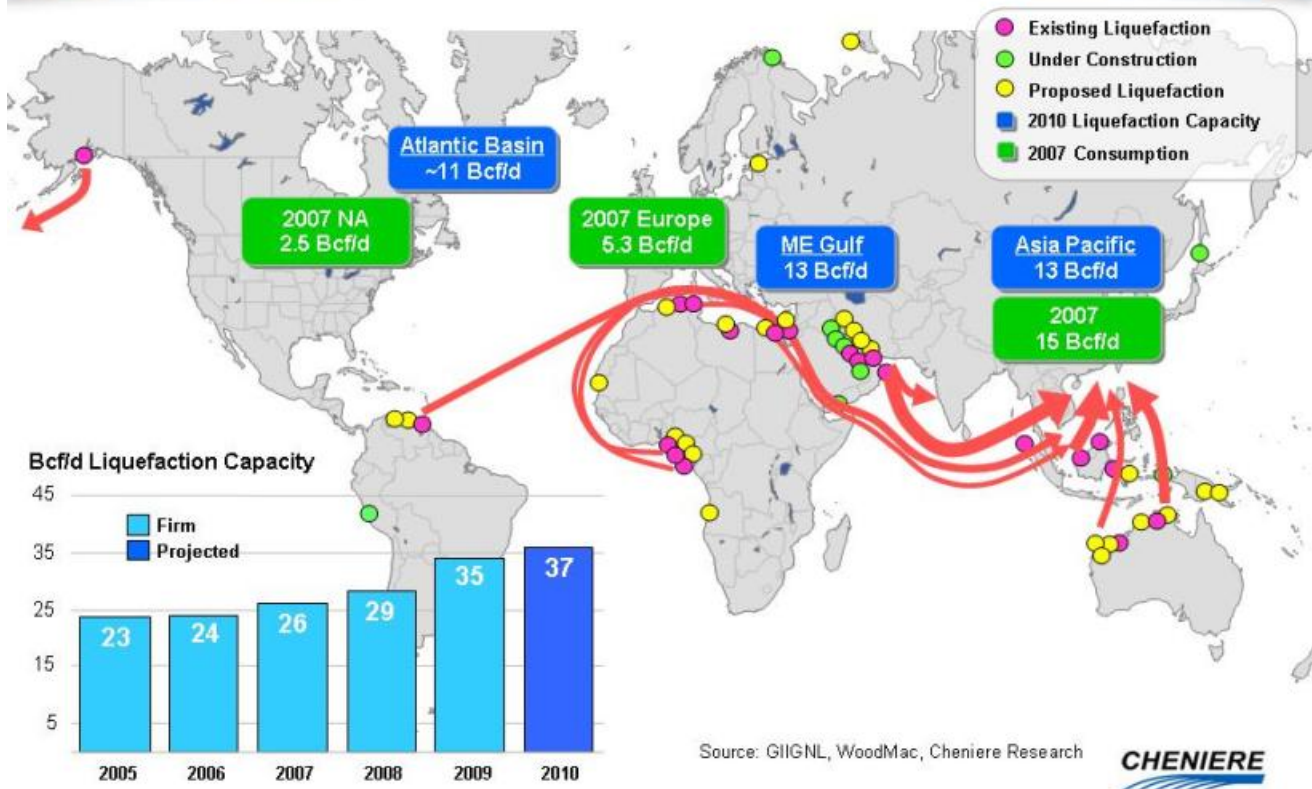 Existing Liquefaction
Under Construction
Proposed Liquefaction
2010 Liquefaction Capacity
2007 Consumption
Atlantic Basin
~11 Bcf/d
2007 NA
2.5 Bcf/d
2007 Europe
5.3 Bcf/d
ME Gulf
13 Bcf/d
Asia Pacific
13 Bcf/d
2007
15 Bcf/d
Bcf/d Liquefaction Capacity
45
35
25
15
5
Firm
Projected
23
24
26
29
35
37
2005
2006
2007
2008
2009
2010
Source: GIIGNL, WoodMac, Cheniere Research
CHENIERE